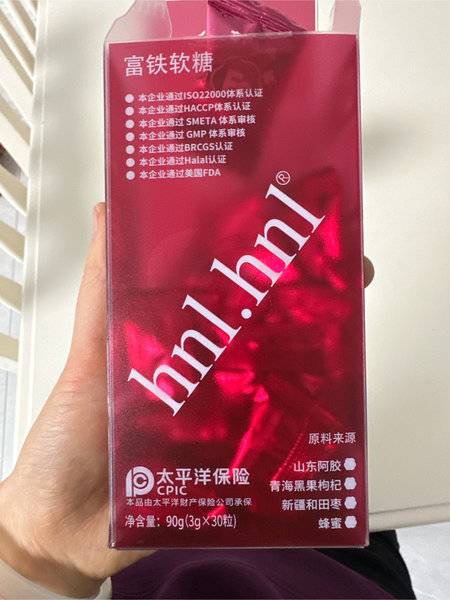 富铁软糖
本企业通过ISO22000体系认证
本企业通过HACCP体系认证
本企业通过 SMETA 体系审核
本企业通过 GMP 体系审核
本企业通过BRCGS认证
本企业通过Halal认证
本企业通过美国FDA
hnl.hnl®
原料来源
山东阿胶
青海黑果枸杞
新疆和田枣
蜂蜜
太平洋保险
CPIC
本品由太平洋财产保险公司承保
净含量：90g(3g×30粒)